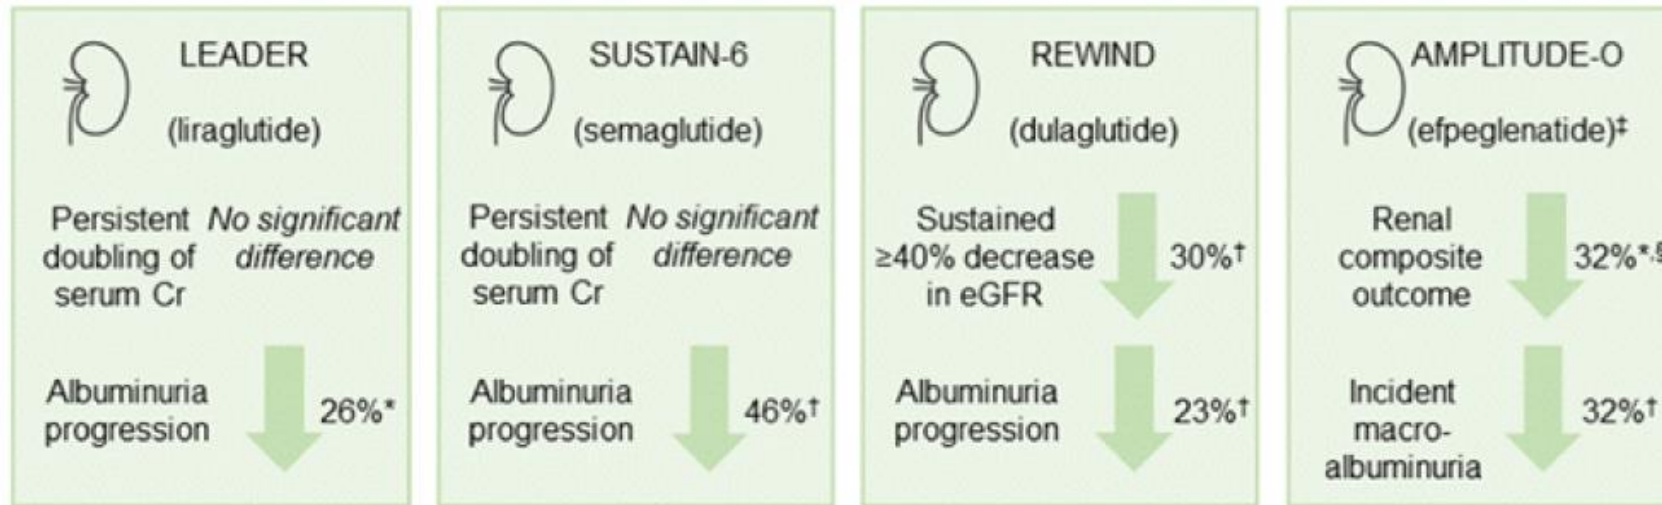 LEADER
(liraglutide)
Persistent
doubling of
serum Cr
No significant
difference
Albuminuria
progression
26%*
SUSTAIN-6
(semaglutide)
Persistent
doubling of
serum Cr
No significant
difference
Albuminuria
progression
46%†
REWIND
(dulaglutide)
Sustained
≥40% decrease
in eGFR
30%†
Albuminuria
progression
23%†
AMPLITUDE-O
(efpeglenatide)‡
Renal
composite
outcome
32%*,§
Incident
macro-
albuminuria
32%†